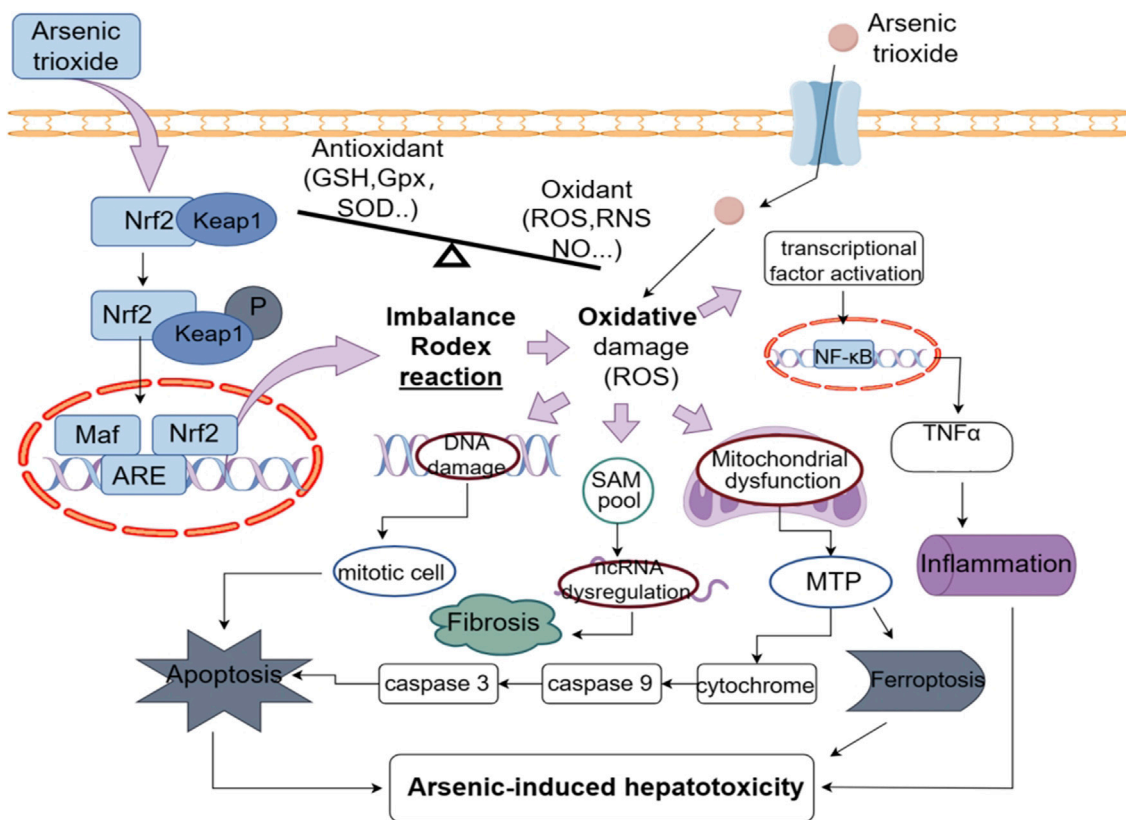 Arsenic
trioxide
Arsenic
trioxide
Antioxidant
(GSH,Gpx,
SOD..)
Oxidant
(ROS,RNS
NO...)
Nrf2
Keap1
Nrf2
Keap1
P
Maf
Nrf2
ARE
Imbalance
Rodex
reaction
Oxidative
damage
(ROS)
transcriptional
factor activation
NF-κB
TNFα
Inflammation
DNA
damage
SAM
pool
Mitochondrial
dysfunction
mitotic cell
ncRNA
dysregulation
MTP
Fibrosis
Apoptosis
caspase 3
caspase 9
cytochrome
Ferroptosis
Arsenic-induced hepatotoxicity